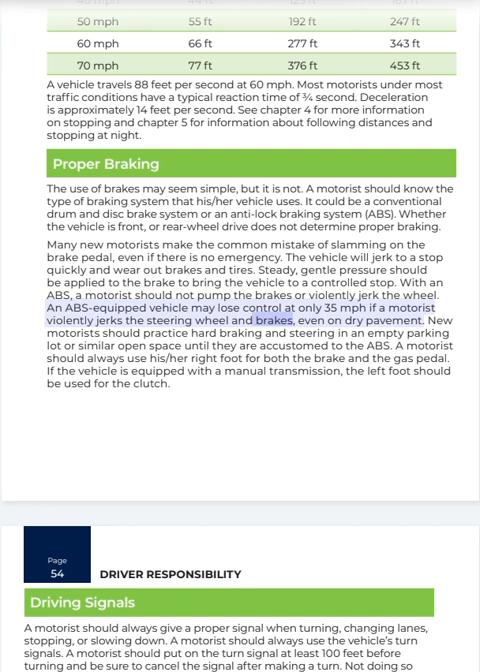 50 mph 55 ft 192 ft 247 ft
60 mph 66 ft 277 ft 343 ft
70 mph 77 ft 376 ft 453 ft
A vehicle travels 88 feet per second at 60 mph. Most motorists under most
traffic conditions have a typical reaction time of ¾ second. Deceleration
is approximately 14 feet per second. See chapter 4 for more information
on stopping and chapter 5 for information about following distances and
stopping at night.
Proper Braking
The use of brakes may seem simple, but it is not. A motorist should know the
type of braking system that his/her vehicle uses. It could be a conventional
drum and disc brake system or an anti-lock braking system (ABS). Whether
the vehicle is front, or rear-wheel drive does not determine proper braking.
Many new motorists make the common mistake of slamming on the
brake pedal, even if there is no emergency. The vehicle will jerk to a stop
quickly and wear out brakes and tires. Steady, gentle pressure should
be applied to the brake to bring the vehicle to a controlled stop. With an
ABS, a motorist should not pump the brakes or violently jerk the wheel.
An ABS-equipped vehicle may lose control at only 35 mph if a motorist
violently jerks the steering wheel and brakes, even on dry pavement. New
motorists should practice hard braking and steering in an empty parking
lot or similar open space until they are accustomed to the ABS. A motorist
should always use his/her right foot for both the brake and the gas pedal.
If the vehicle is equipped with a manual transmission, the left foot should
be used for the clutch.
Page
54
DRIVER RESPONSIBILITY
Driving Signals
A motorist should always give a proper signal when turning, changing lanes,
stopping, or slowing down. A motorist should always use the vehicle's turn
signals. A motorist should put on the turn signal at least 100 feet before
turning and be sure to cancel the signal after making a turn. Not doing so